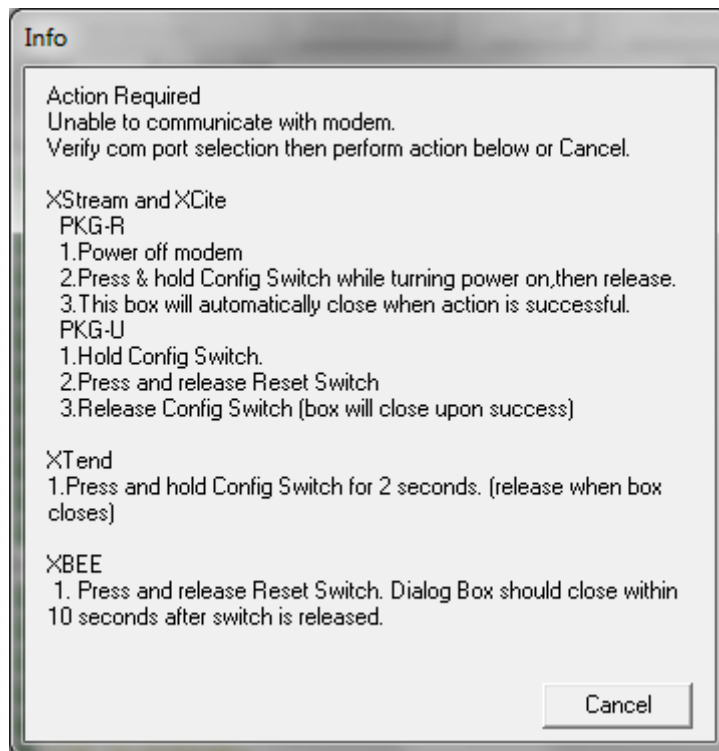 Info
Action Required
Unable to communicate with modem.
Verify com port selection then perform action below or Cancel.
XStream and XCite
PKG-R
1.Power off modem
2.Press & hold Config Switch while turning power on,then release.
3.This box will automatically close when action is successful.
PKG-U
1.Hold Config Switch.
2.Press and release Reset Switch
3.Release Config Switch (box will close upon success)
XTend
1.Press and hold Config Switch for 2 seconds. (release when box
closes)
XBEE
1. Press and release Reset Switch. Dialog Box should close within
10 seconds after switch is released.
Cancel